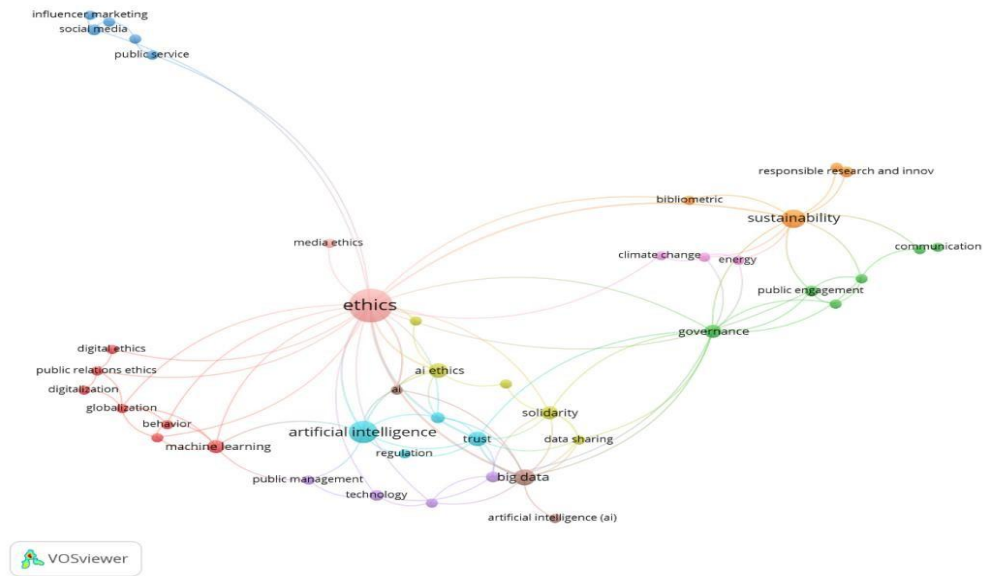 influencer marketing
social media
public service
responsible research and innov
bibliometric
sustainability
media ethics
communication
climate change
energy
public engagement
ethics
governance
digital ethics
public relations ethics
ai ethics
digitalization
ai
globalization
solidarity
behavior
artificial intelligence
trust
data sharing
machine learning
regulation
public management
big data
technology
artificial intelligence (ai)
VOSviewer